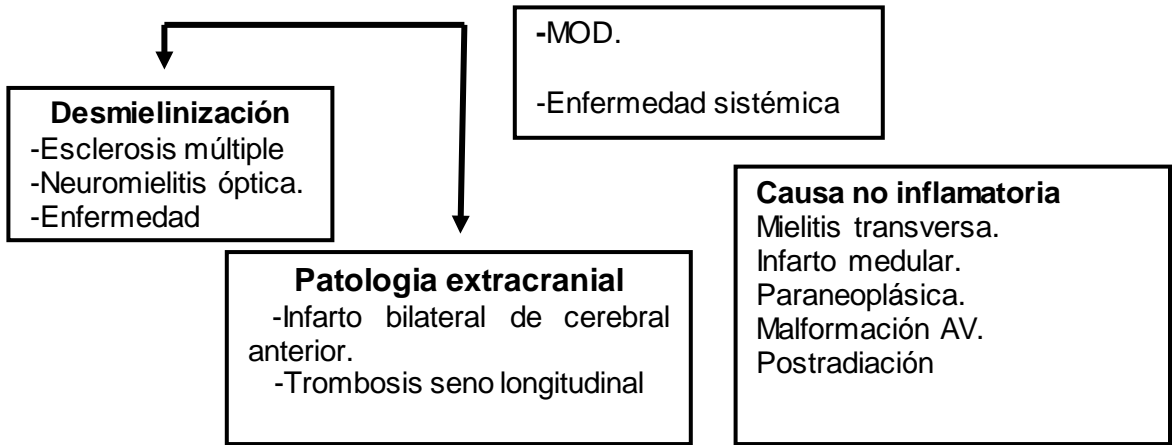 -MOD.
-Enfermedad sistémica
Desmielinización
-Esclerosis múltiple
-Neuromielitis óptica.
-Enfermedad
Patologia extracranial
-Infarto bilateral de cerebral
anterior.
-Trombosis seno longitudinal
Causa no inflamatoria
Mielitis transversa.
Infarto medular.
Paraneoplásica.
Malformación AV.
Postradiación